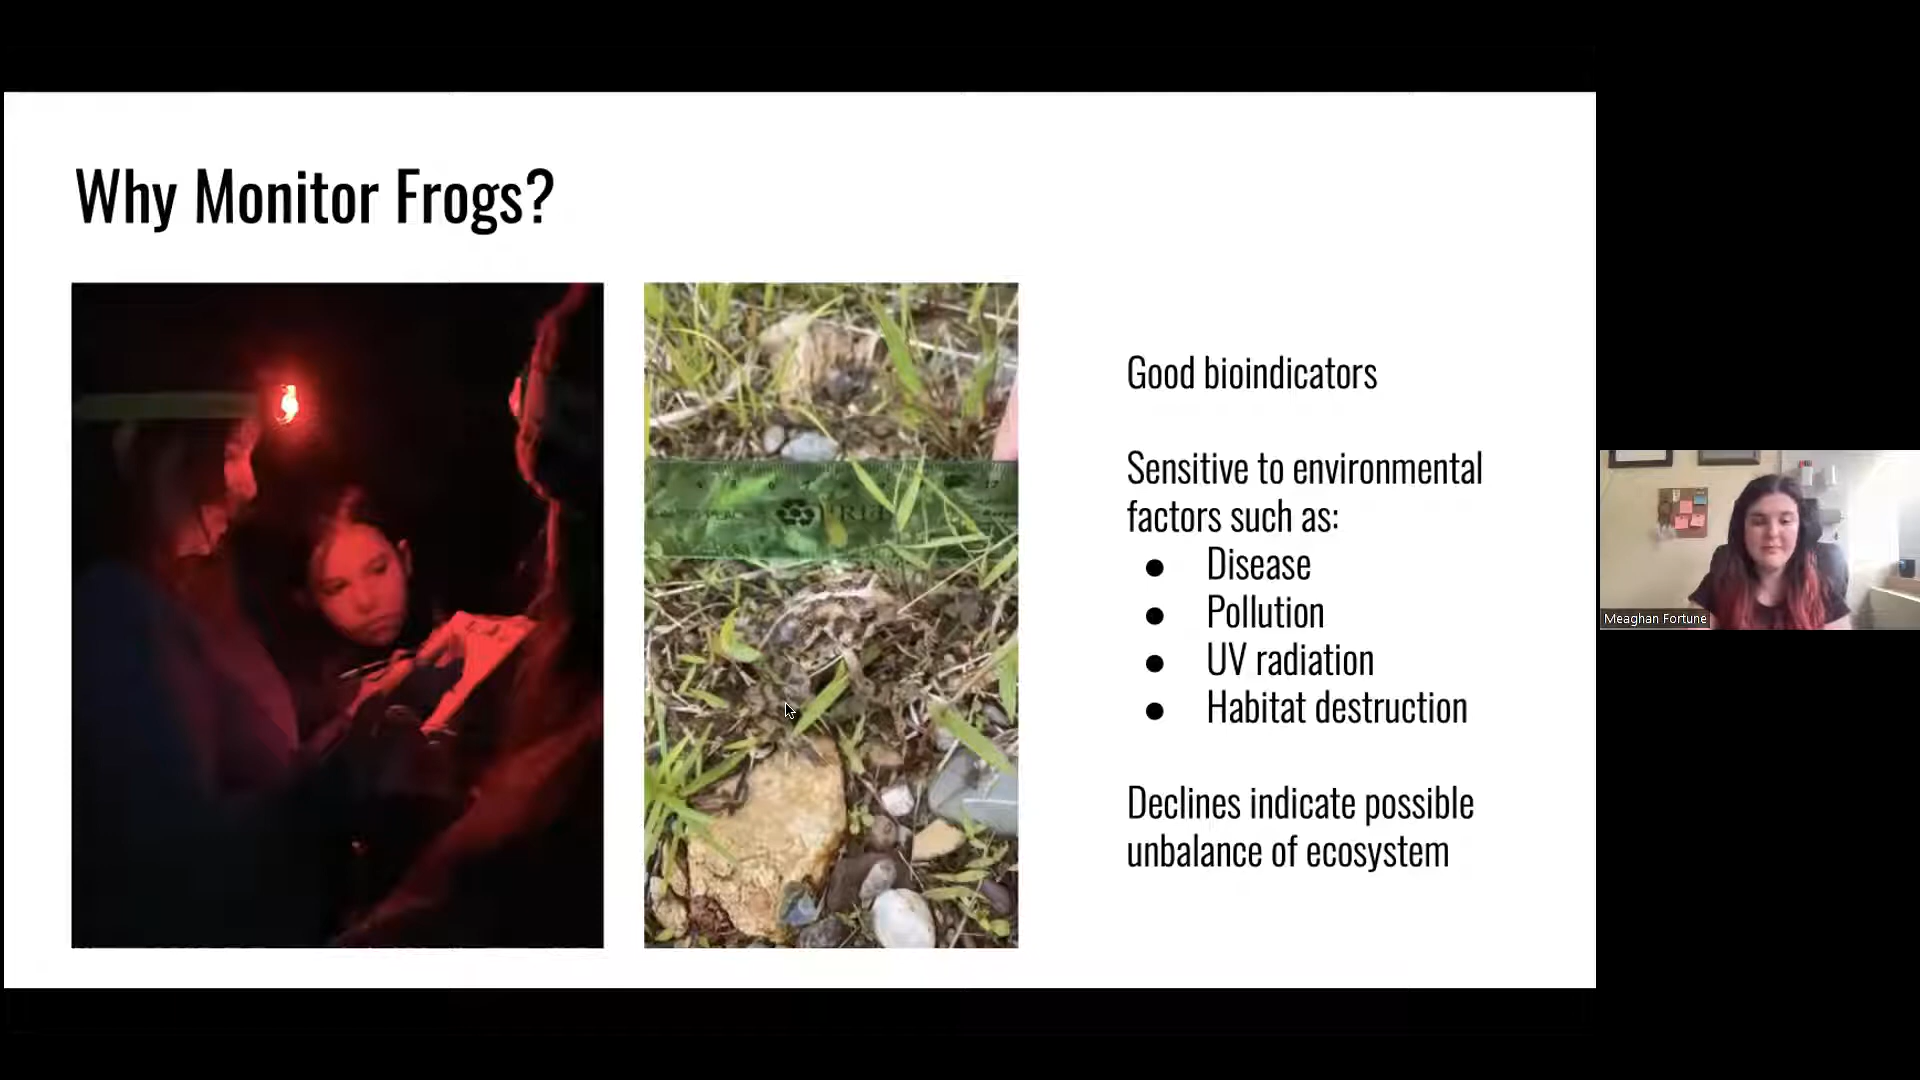 Why Monitor Frogs?
Good bioindicators
Sensitive to environmental
factors such as:
● Disease
● Pollution
● UV radiation
● Habitat destruction
Declines indicate possible
unbalance of ecosystem
Meaghan Fortune